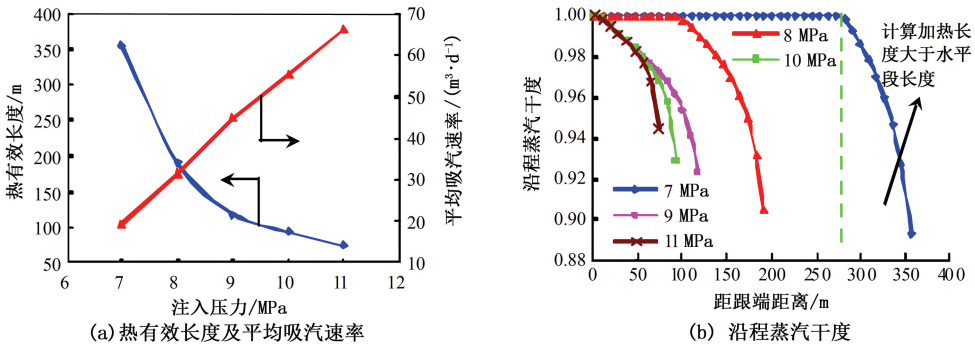 400
350
300
250
200
150
100
50
热有效长度/m
70
60
50
40
30
20
10
平均吸汽速率/(m³·d⁻¹)
6 7 8 9 10 11 12
注入压力/MPa
(a)热有效长度及平均吸汽速率
1.00
0.98
0.96
0.94
0.92
0.90
0.88
沿程蒸汽干度
8 MPa
10 MPa
计算加热长
度大于水平
段长度
7 MPa
9 MPa
11 MPa
0 50 100 150 200 250 300 350 400
距跟端距离/m
(b) 沿程蒸汽干度